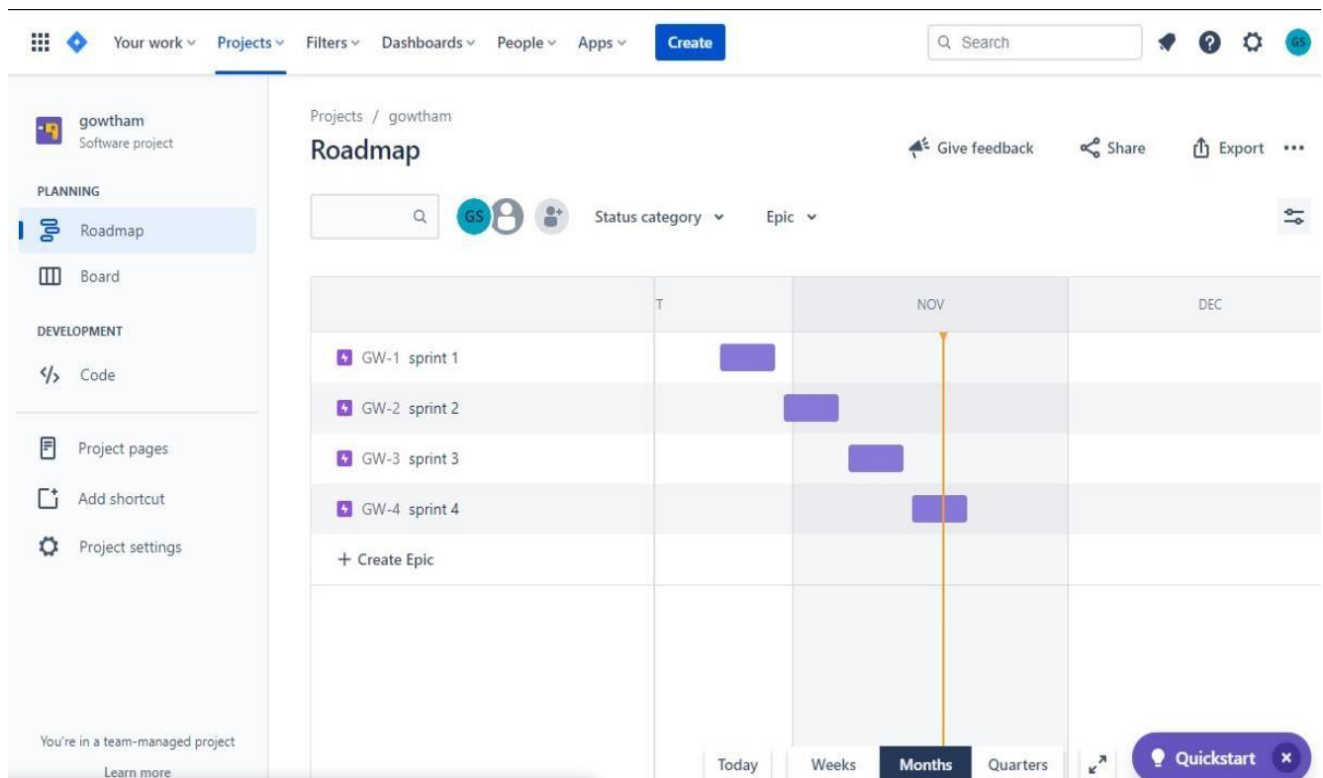 Your work Projects Filters Dashboards People Apps Create Search GS
gowtham
Software project
PLANNING
Roadmap
Board
DEVELOPMENT
Code
Project pages
Add shortcut
Project settings
You're in a team-managed project
Learn more
Projects / gowtham
Roadmap
Give feedback Share Export
GS Status category Epic
T NOV DEC
GW-1 sprint 1
GW-2 sprint 2
GW-3 sprint 3
GW-4 sprint 4
+ Create Epic
Today Weeks Months Quarters Quickstart